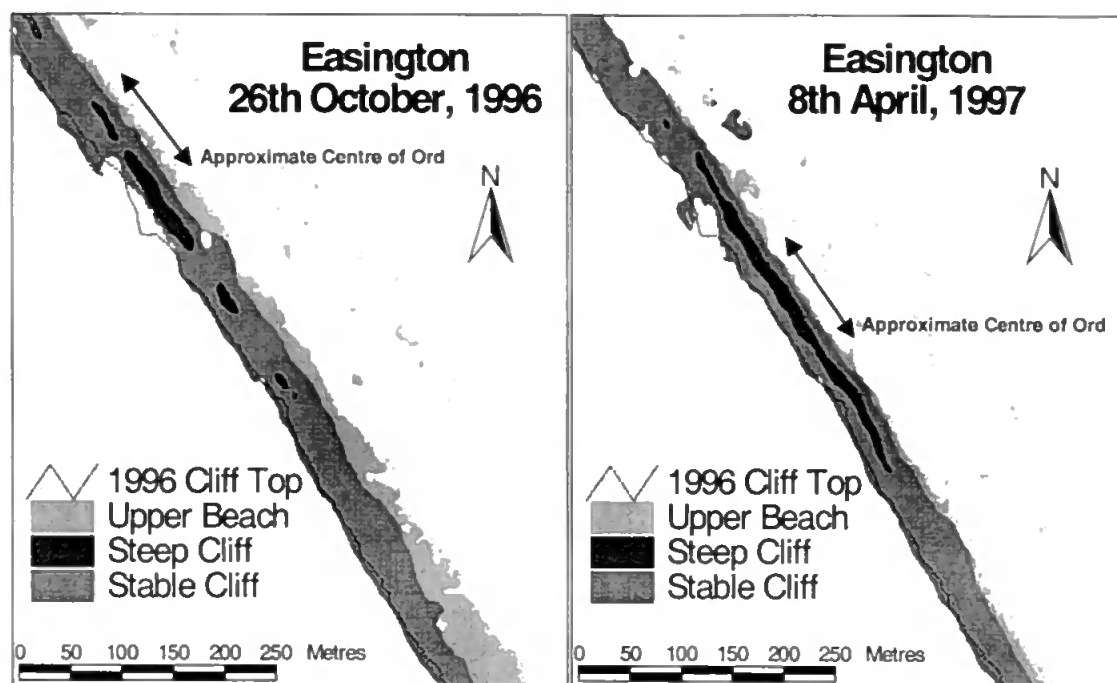 Easington
26th October, 1996
Approximate Centre of Ord
N
1996 Cliff Top
Upper Beach
Steep Cliff
Stable Cliff
0 50 100 150 200 250 Metres
Easington
8th April, 1997
N
Approximate Centre of Ord
1996 Cliff Top
Upper Beach
Steep Cliff
Stable Cliff
0 50 100 150 200 250 Metres